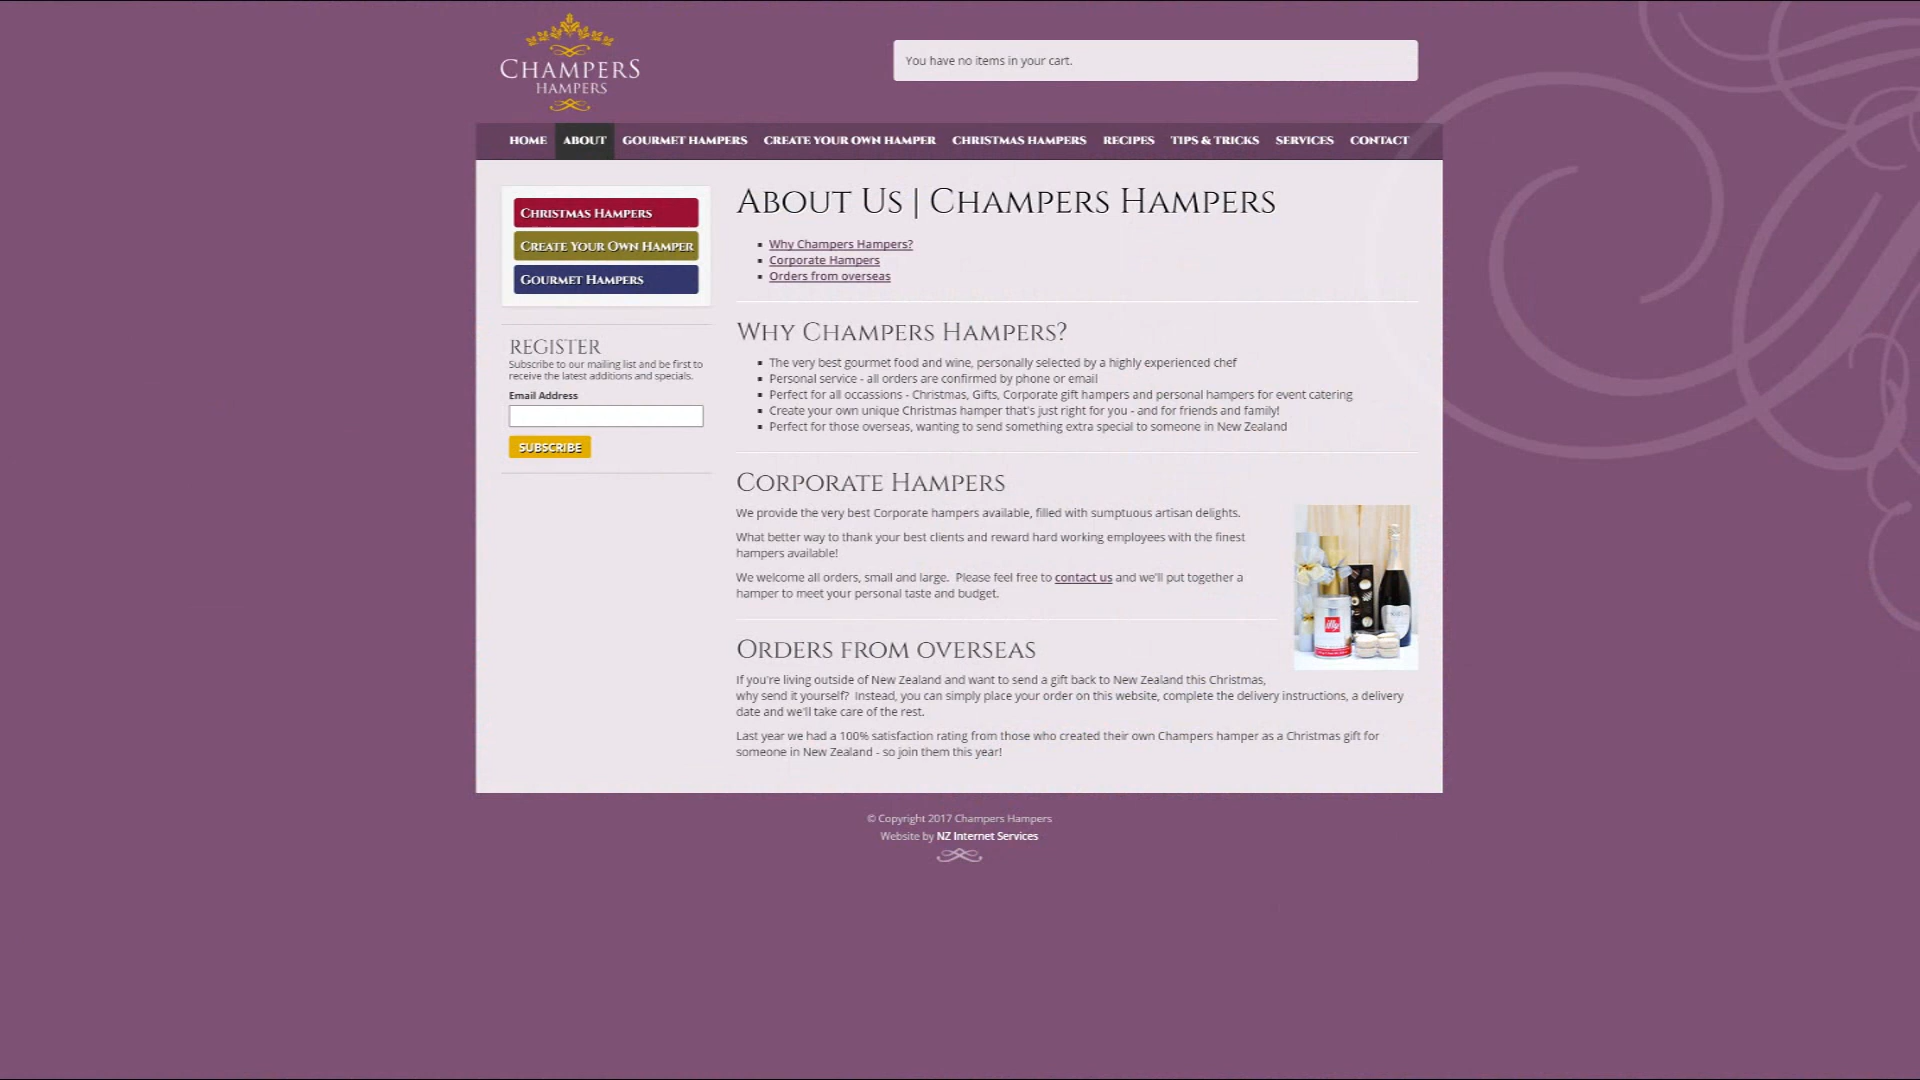 CHAMPERS
HAMPERS
You have no items in your cart.
HOME ABOUT GOURMET HAMPERS CREATE YOUR OWN HAMPER CHRISTMAS HAMPERS RECIPES TIPS & TRICKS SERVICES CONTACT
Christmas Hampers
Create Your Own Hamper
Gourmet Hampers
REGISTER
Subscribe to our mailing list and be first to
receive the latest additions and specials.
Email Address
SUBSCRIBE
About Us | Champers Hampers
Why Champers Hampers?
Corporate Hampers
Orders from overseas
Why Champers Hampers?
The very best gourmet food and wine, personally selected by a highly experienced chef
Personal service - all orders are confirmed by phone or email
Perfect for all occassions - Christmas, Gifts, Corporate gift hampers and personal hampers for event catering
Create your own unique Christmas hamper that's just right for you - and for friends and family!
Perfect for those overseas, wanting to send something extra special to someone in New Zealand
Corporate Hampers
We provide the very best Corporate hampers available, filled with sumptuous artisan delights.
What better way to thank your best clients and reward hard working employees with the finest
hampers available!
We welcome all orders, small and large. Please feel free to contact us and we'll put together a
hamper to meet your personal taste and budget.
illy
Orders from overseas
If you're living outside of New Zealand and want to send a gift back to New Zealand this Christmas,
why send it yourself? Instead, you can simply place your order on this website, complete the delivery instructions, a delivery
date and we'll take care of the rest.
Last year we had a 100% satisfaction rating from those who created their own Champers hamper as a Christmas gift for
someone in New Zealand - so join them this year!
© Copyright 2017 Champers Hampers
Website by NZ Internet Services